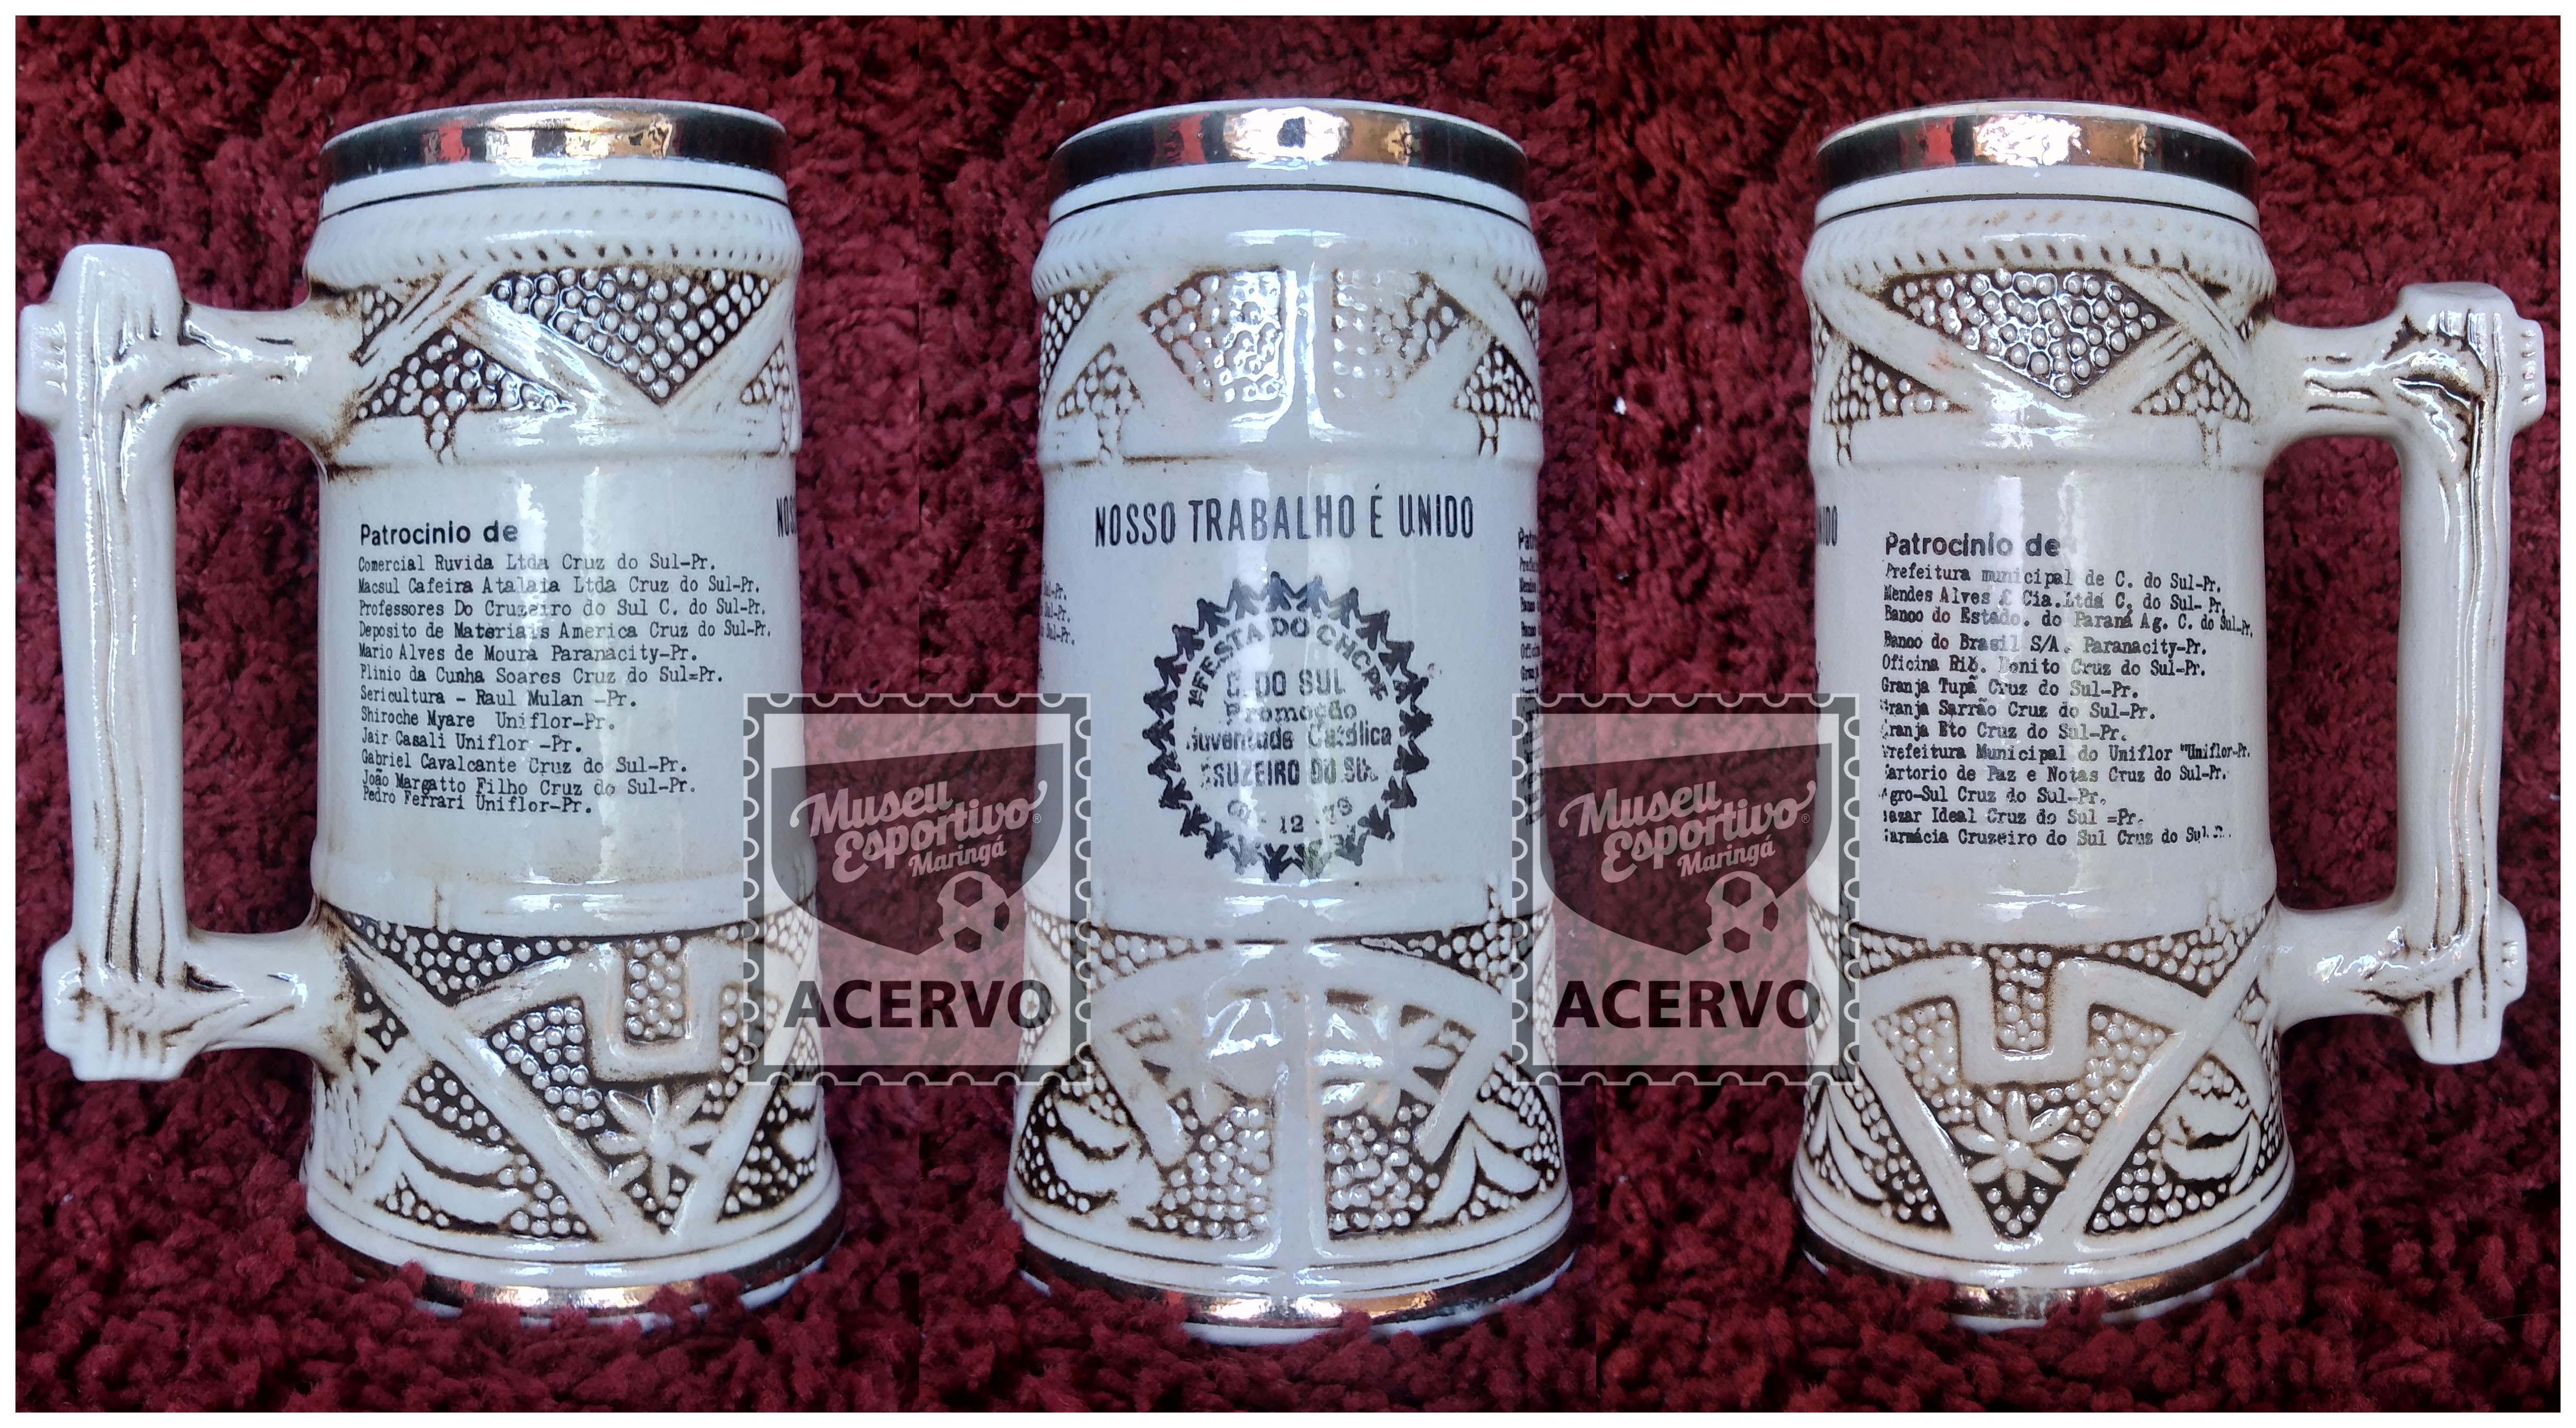 Patrocinio de
Comercial Ruvida Ltda Cruz do Sul-Pr.
Macsul Cafeira Atalaia Ltda Cruz do Sul-Pr.
Professores Do Cruzeiro do Sul C. do Sul-Pr.
Deposito de Materiais America Cruz do Sul-Pr.
Mario Alves de Moura Paranacity-Pr.
Plinio da Cunha Soares Cruz do Sul=Pr.
Sericultura - Raul Mulan -Pr.
Shiroche Myare Uniflor-Pr.
Jair Casali Uniflor -Pr.
Gabriel Cavalcante Cruz do Sul-Pr.
João Margatto Filho Cruz do Sul-Pr.
Pedro Ferrari Uniflor-Pr.
NOSSO TRABALHO É UNIDO
1ª FESTA DO CHOPE
C. DO SUL
Promoção
Juventude Católica
CRUZEIRO DO SUL
12
Patrocinio de
Prefeitura municipal de C. do Sul-Pr.
Mendes Alves & Cia.Ltda C. do Sul- Pr.
Banco do Estado. do Paraná Ag. C. do Sul-Pr.
Banco do Brasil S/A. Paranacity-Pr.
Oficina Rib. Bonito Cruz do Sul-Pr.
Granja Tupã Cruz do Sul-Pr.
Granja Sarrão Cruz do Sul-Pr.
Granja Eto Cruz do Sul-Pr.
Prefeitura Municipal do Uniflor "Uniflor-Pr.
Cartorio de Paz e Notas Cruz do Sul-Pr.
Agro-Sul Cruz do Sul-Pr.
Bazar Ideal Cruz do Sul =Pr.
Farmácia Cruzeiro do Sul Cruz do Sul
Museu
Esportivo®
Maringá
ACERVO
Museu
Esportivo®
Maringá
ACERVO